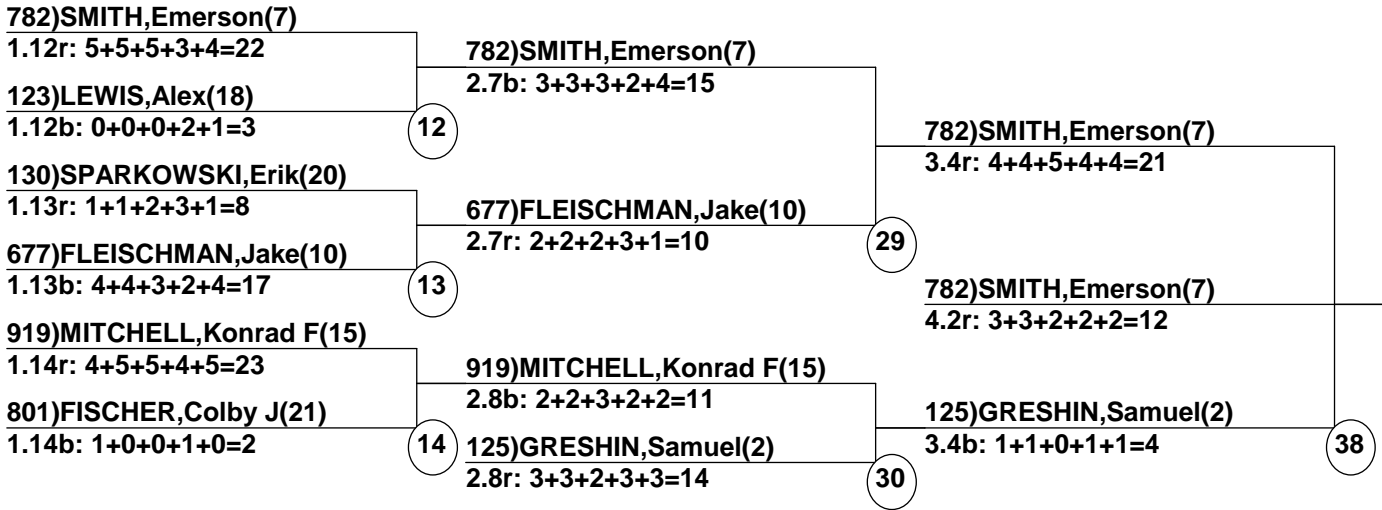 782)SMITH,Emerson(7)
1.12r: 5+5+5+3+4=22
123)LEWIS,Alex(18)
1.12b: 0+0+0+2+1=3
12
130)SPARKOWSKI,Erik(20)
1.13r: 1+1+2+3+1=8
677)FLEISCHMAN,Jake(10)
1.13b: 4+4+3+2+4=17
13
919)MITCHELL,Konrad F(15)
1.14r: 4+5+5+4+5=23
801)FISCHER,Colby J(21)
1.14b: 1+0+0+1+0=2
14
782)SMITH,Emerson(7)
2.7b: 3+3+3+2+4=15
677)FLEISCHMAN,Jake(10)
2.7r: 2+2+2+3+1=10
29
919)MITCHELL,Konrad F(15)
2.8b: 2+2+3+2+2=11
125)GRESHIN,Samuel(2)
2.8r: 3+3+2+3+3=14
30
782)SMITH,Emerson(7)
3.4r: 4+4+5+4+4=21
782)SMITH,Emerson(7)
4.2r: 3+3+2+2+2=12
125)GRESHIN,Samuel(2)
3.4b: 1+1+0+1+1=4
38